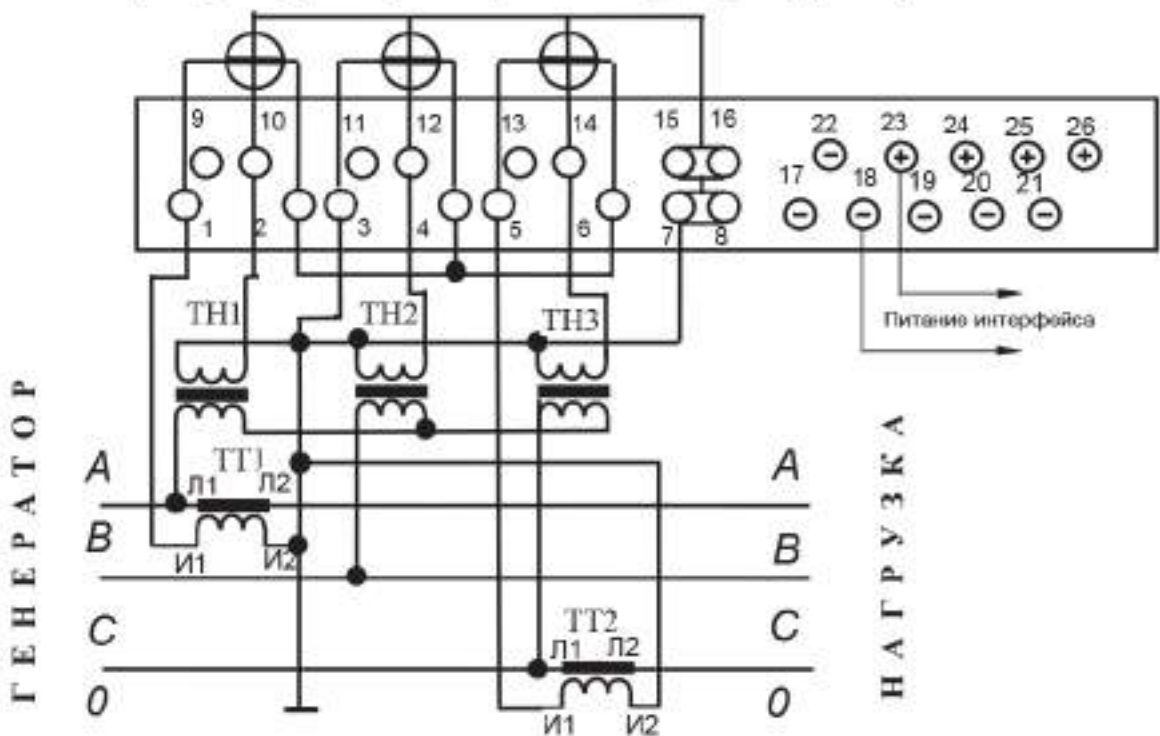 9 10 11 12 13 14 15 16 22 23 24 25 26
17 18 19 20 21
1 2 3 4 5 6 7 8
ТН1 ТН2 ТН3
Питание интерфейса
ГЕНЕРАТОР
НАГРУЗКА
A ТТ1 A
Л1 Л2
B B
И1 И2
C ТТ2 C
Л1 Л2
0 0
И1 И2